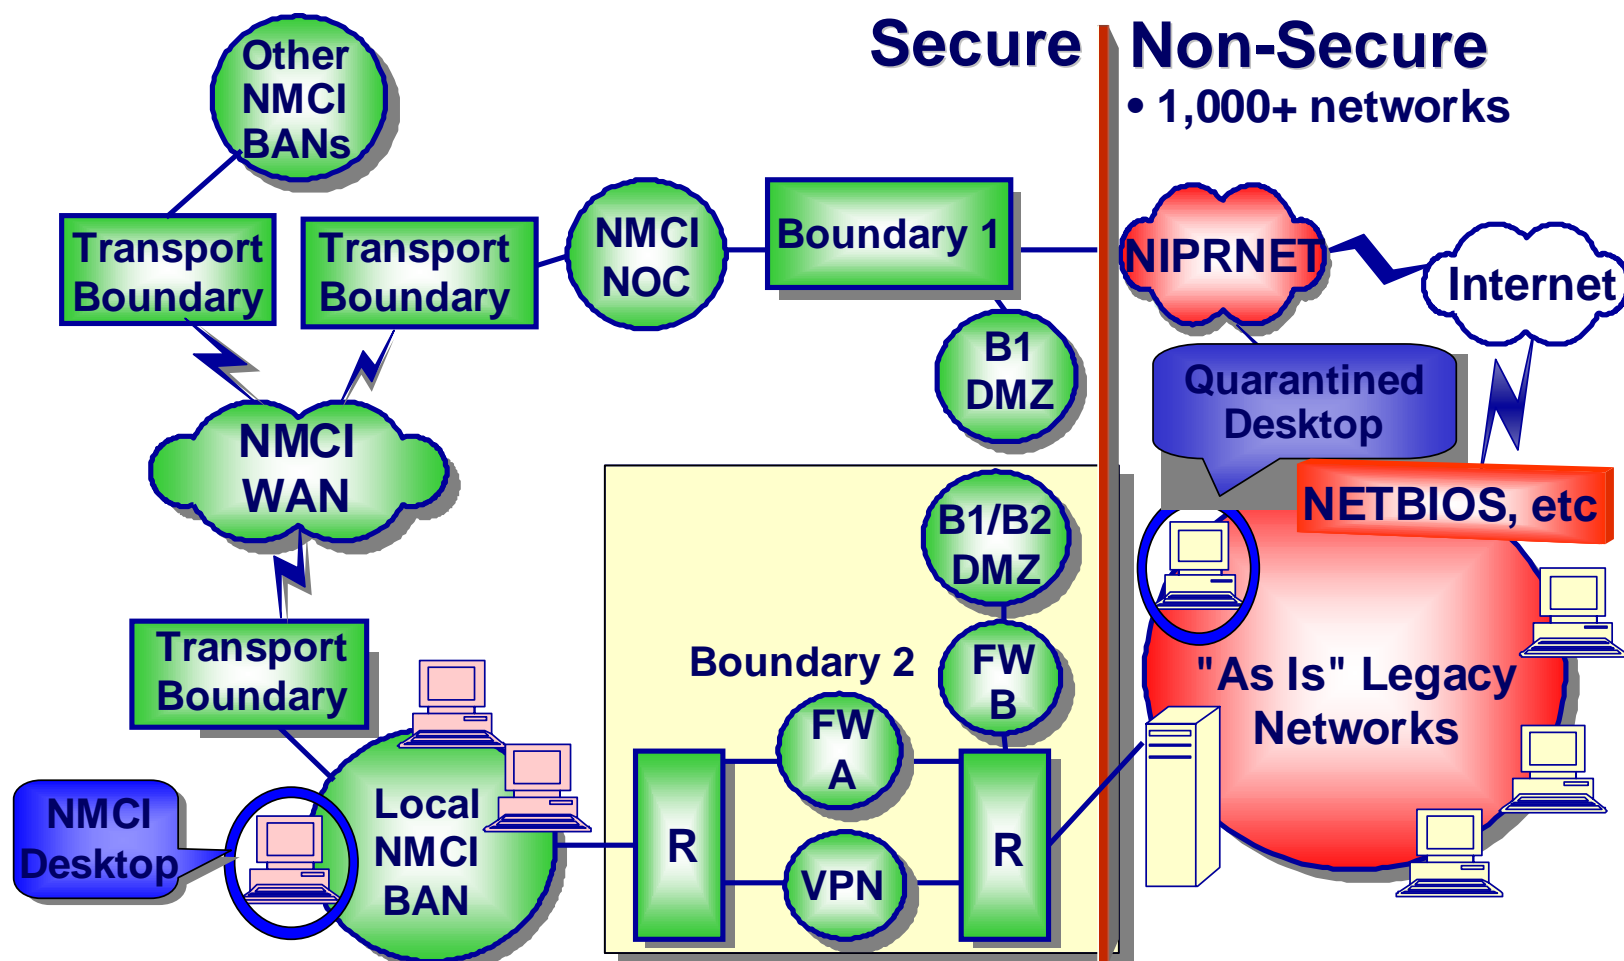 Secure
Non-Secure
• 1,000+ networks
Other
NMCI
BANs
Transport
Boundary
Transport
Boundary
NMCI
NOC
Boundary 1
NIPRNET
Internet
B1
DMZ
Quarantined
Desktop
NMCI
WAN
NETBIOS, etc
B1/B2
DMZ
Transport
Boundary
Boundary 2
FW
B
"As Is" Legacy
Networks
FW
A
NMCI
Desktop
Local
NMCI
BAN
R
VPN
R